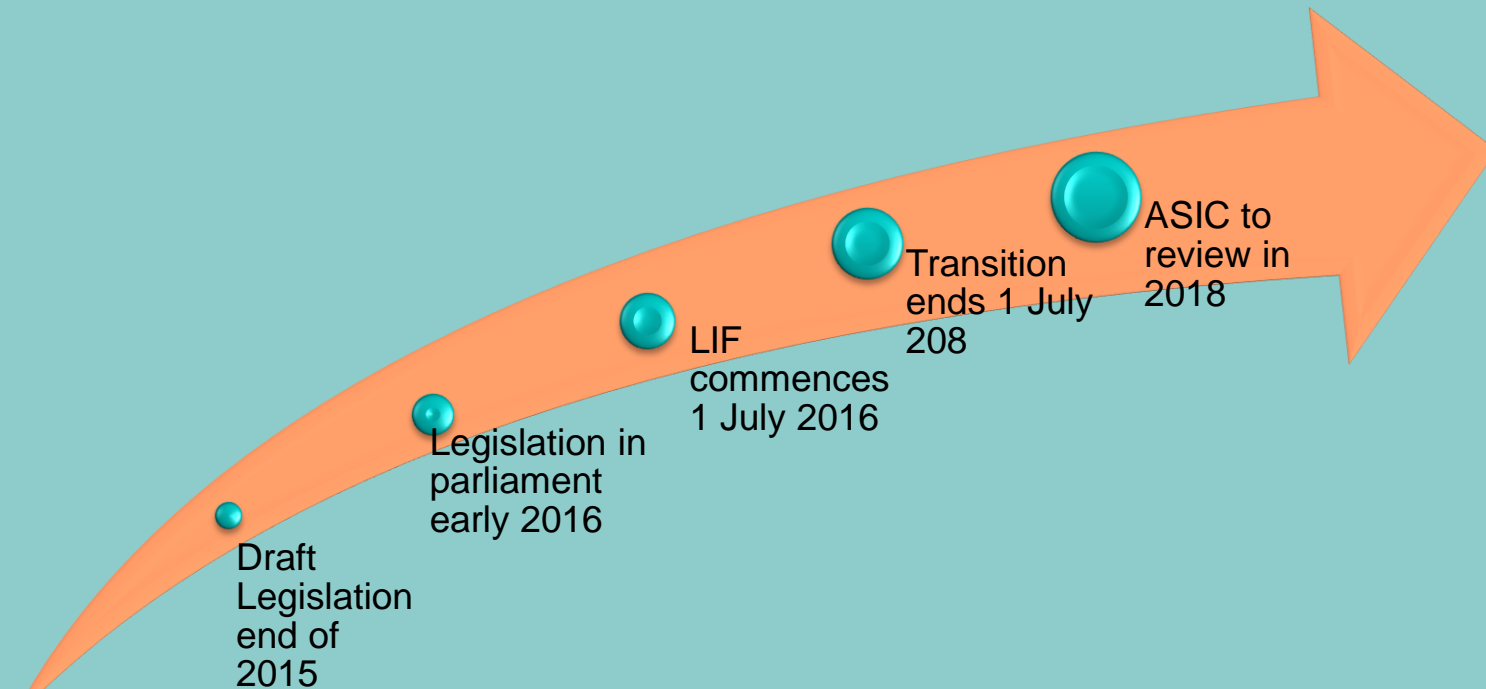 Draft
Legislation
end of
2015
Legislation in
parliament
early 2016
LIF
commences
1 July 2016
Transition
ends 1 July
208
ASIC to
review in
2018